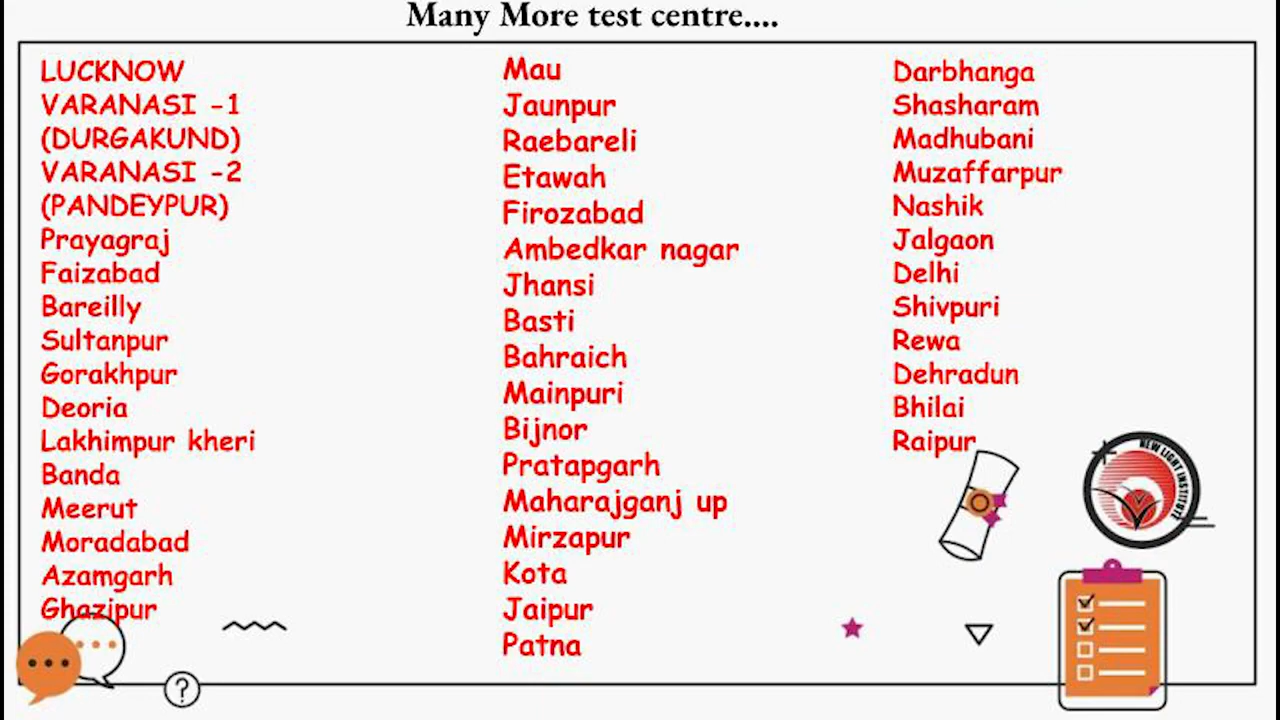 Many More test centre....
LUCKNOW
VARANASI -1
(DURGAKUND)
VARANASI -2
(PANDEYPUR)
Prayagraj
Faizabad
Bareilly
Sultanpur
Gorakhpur
Deoria
Lakhimpur kheri
Banda
Meerut
Moradabad
Azamgarh
Ghazipur
Mau
Jaunpur
Raebareli
Etawah
Firozabad
Ambedkar nagar
Jhansi
Basti
Bahraich
Mainpuri
Bijnor
Pratapgarh
Maharajganj up
Mirzapur
Kota
Jaipur
Patna
Darbhanga
Shasharam
Madhubani
Muzaffarpur
Nashik
Jalgaon
Delhi
Shivpuri
Rewa
Dehradun
Bhilai
Raipur
NEW LIGHT INSTITUTE
?